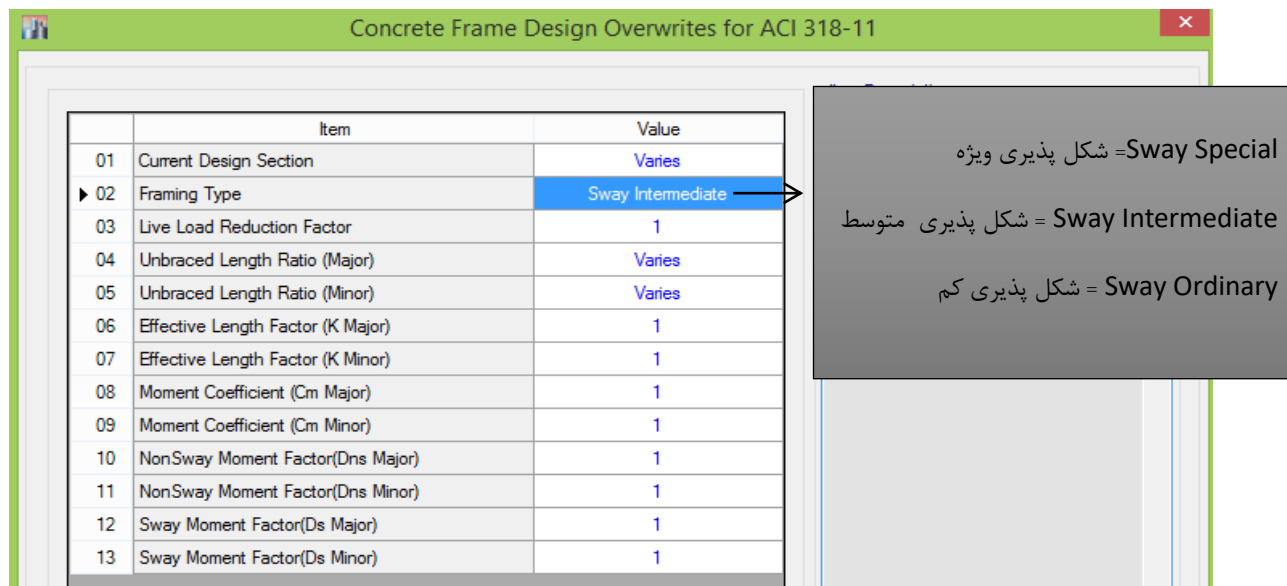 Concrete Frame Design Overwrites for ACI 318-11
Item Value
01 Current Design Section Varies
02 Framing Type Sway Intermediate
03 Live Load Reduction Factor 1
04 Unbraced Length Ratio (Major) Varies
05 Unbraced Length Ratio (Minor) Varies
06 Effective Length Factor (K Major) 1
07 Effective Length Factor (K Minor) 1
08 Moment Coefficient (Cm Major) 1
09 Moment Coefficient (Cm Minor) 1
10 NonSway Moment Factor(Dns Major) 1
11 NonSway Moment Factor(Dns Minor) 1
12 Sway Moment Factor(Ds Major) 1
13 Sway Moment Factor(Ds Minor) 1
Sway Special= شکل پذیری ویژه
Sway Intermediate = شکل پذیری متوسط
Sway Ordinary = شکل پذیری کم